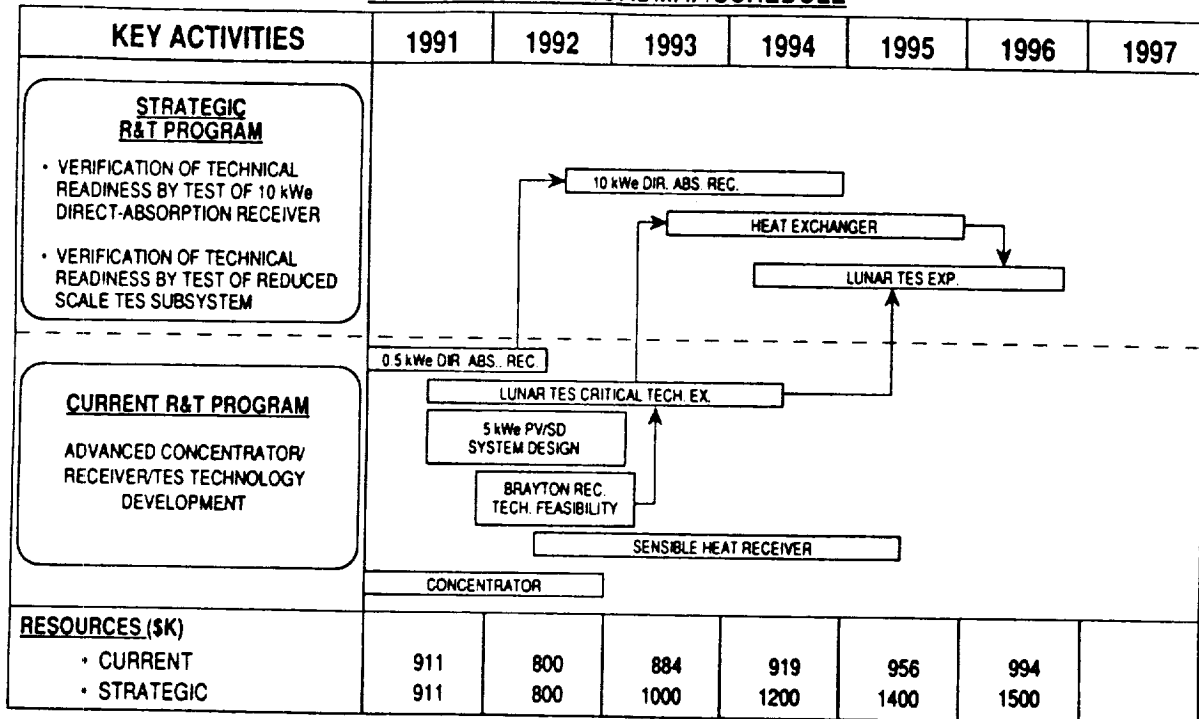 SCHEDULE
KEY ACTIVITIES
1991
1992
1993
1994
1995
1996
1997
STRATEGIC
R&T PROGRAM
• VERIFICATION OF TECHNICAL
READINESS BY TEST OF 10 kWe
DIRECT-ABSORPTION RECEIVER
• VERIFICATION OF TECHNICAL
READINESS BY TEST OF REDUCED
SCALE TES SUBSYSTEM
10 kWe DIR. ABS. REC.
HEAT EXCHANGER
LUNAR TES EXP.
0.5 kWe DIR ABS.. REC.
LUNAR TES CRITICAL TECH. EX.
CURRENT R&T PROGRAM
ADVANCED CONCENTRATOR/
RECEIVER/TES TECHNOLOGY
DEVELOPMENT
5 kWe PV/SD
SYSTEM DESIGN
BRAYTON REC.
TECH. FEASIBILITY
SENSIBLE HEAT RECEIVER
CONCENTRATOR
RESOURCES ($K)
• CURRENT 911 800 884 919 956 994
• STRATEGIC 911 800 1000 1200 1400 1500